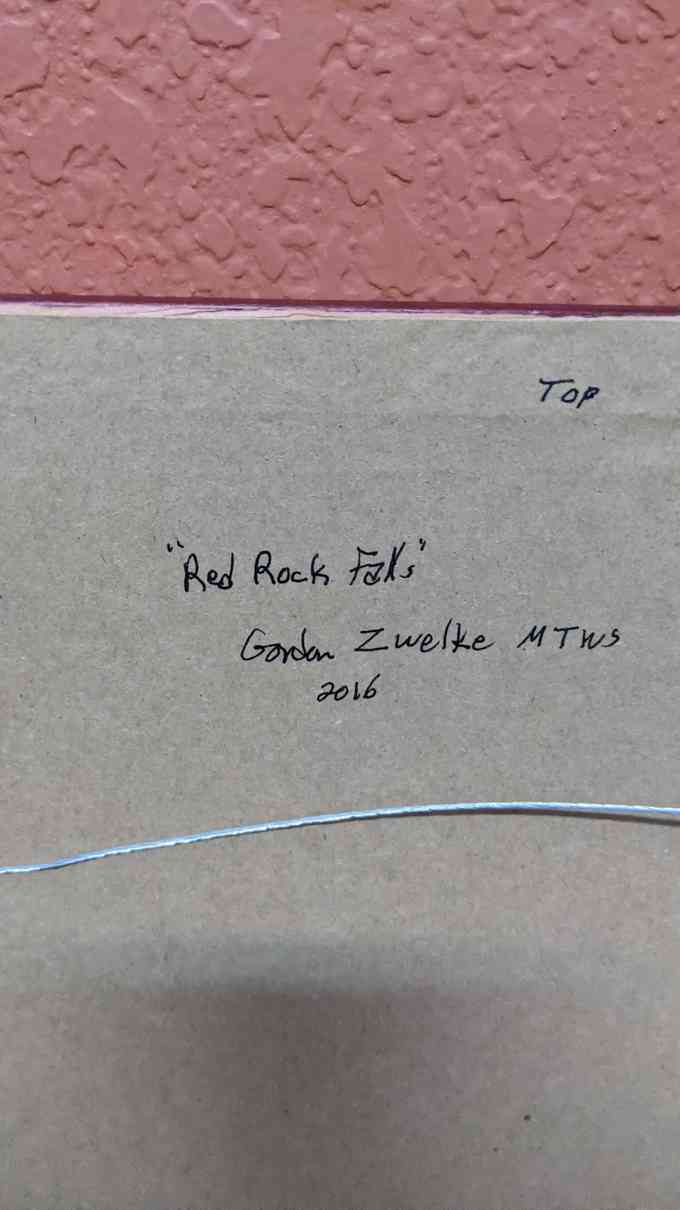 Top
"Red Rock Falls"
Gordon Zwelke MTWS
2016